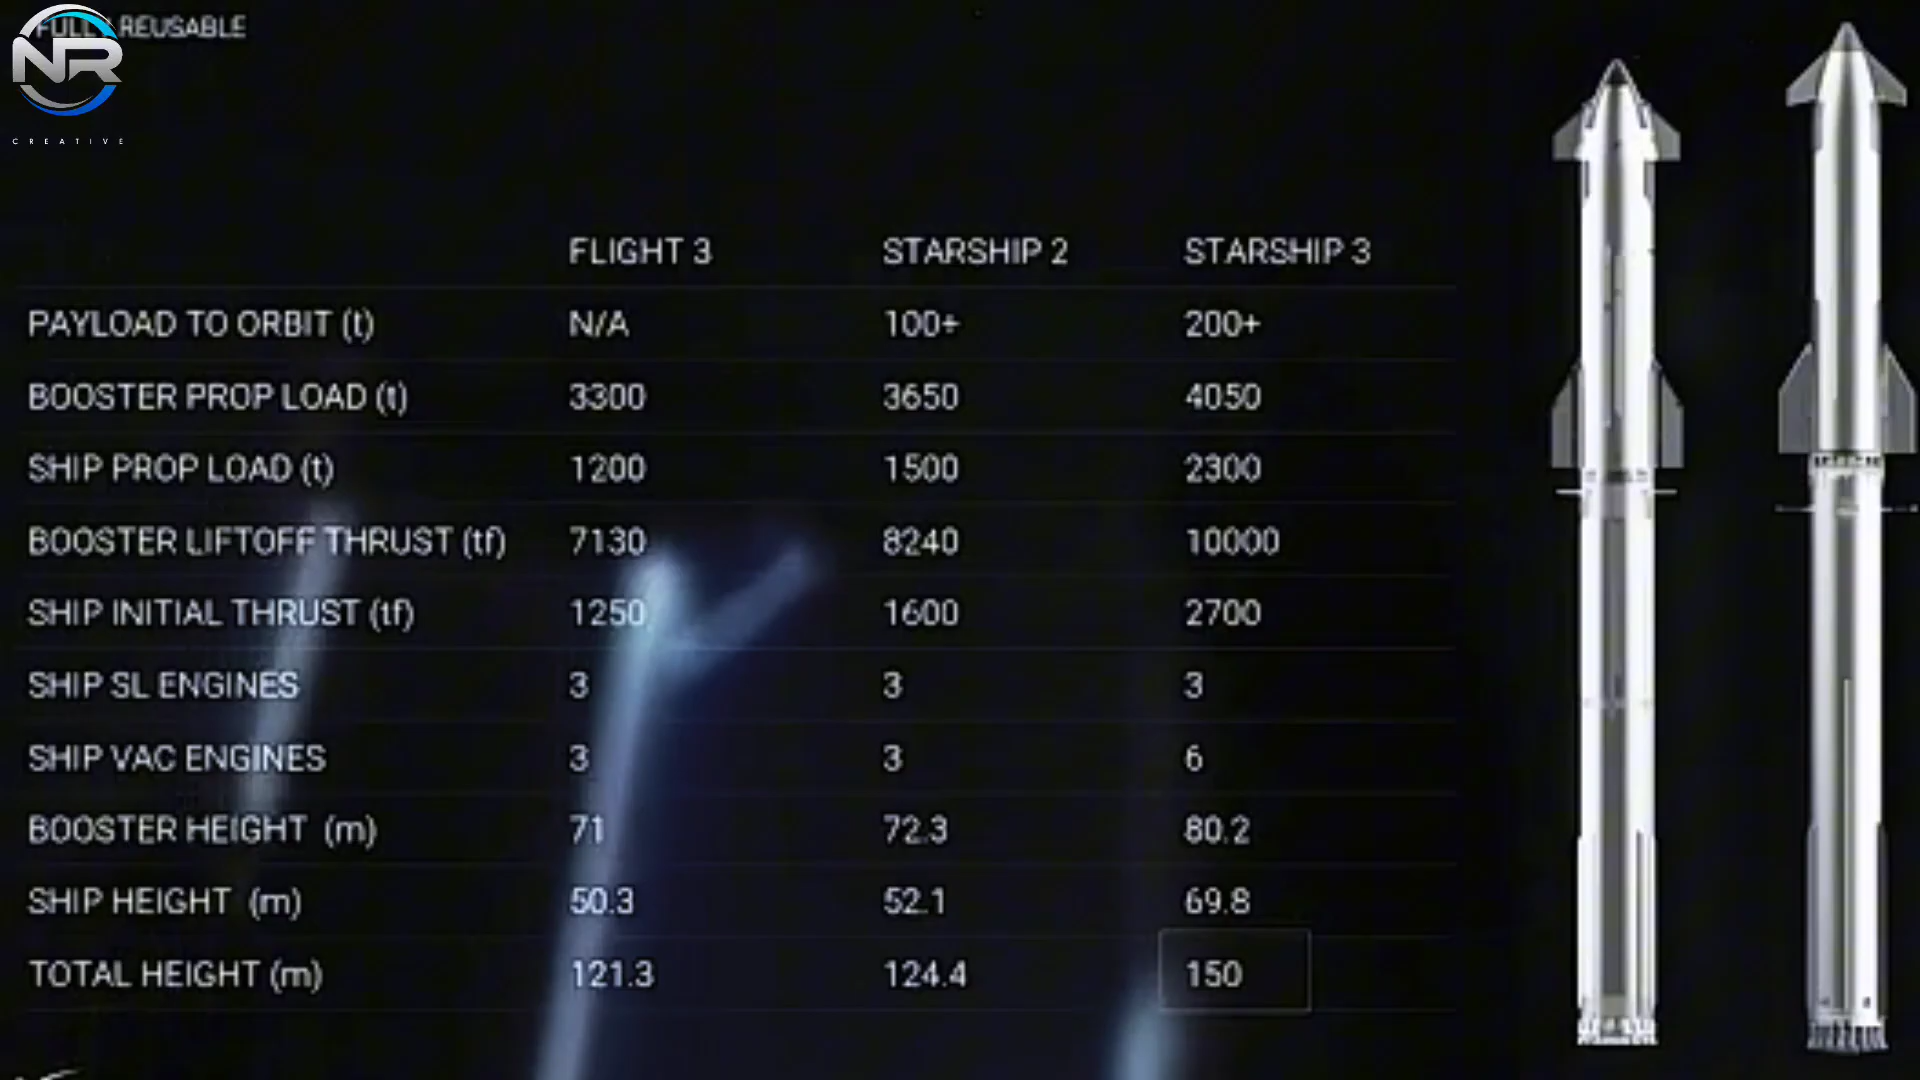 FULLY REUSABLE
NR
CREATIVE
FLIGHT 3 STARSHIP 2 STARSHIP 3
PAYLOAD TO ORBIT (t) N/A 100+ 200+
BOOSTER PROP LOAD (t) 3300 3650 4050
SHIP PROP LOAD (t) 1200 1500 2300
BOOSTER LIFTOFF THRUST (tf) 7130 8240 10000
SHIP INITIAL THRUST (tf) 1250 1600 2700
SHIP SL ENGINES 3 3 3
SHIP VAC ENGINES 3 3 6
BOOSTER HEIGHT (m) 71 72.3 80.2
SHIP HEIGHT (m) 50.3 52.1 69.8
TOTAL HEIGHT (m) 121.3 124.4 150